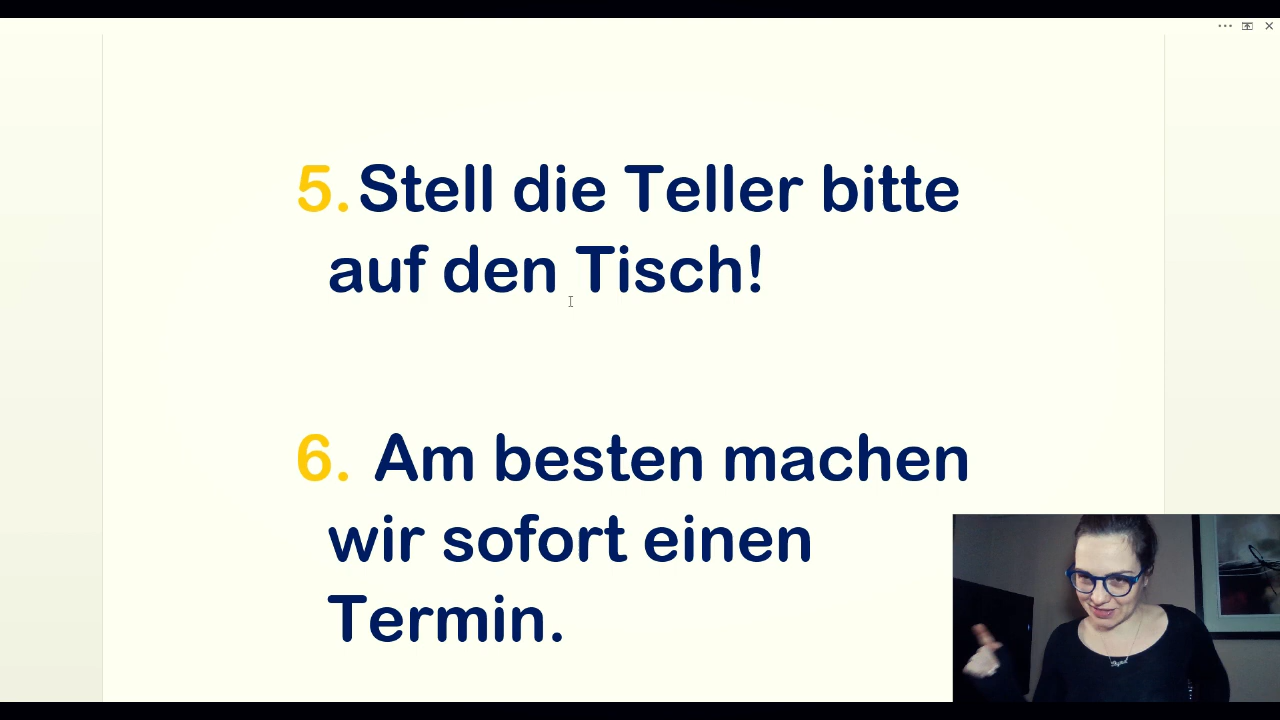 5. Stell die Teller bitte
auf den Tisch!
6. Am besten machen
wir sofort einen
Termin.